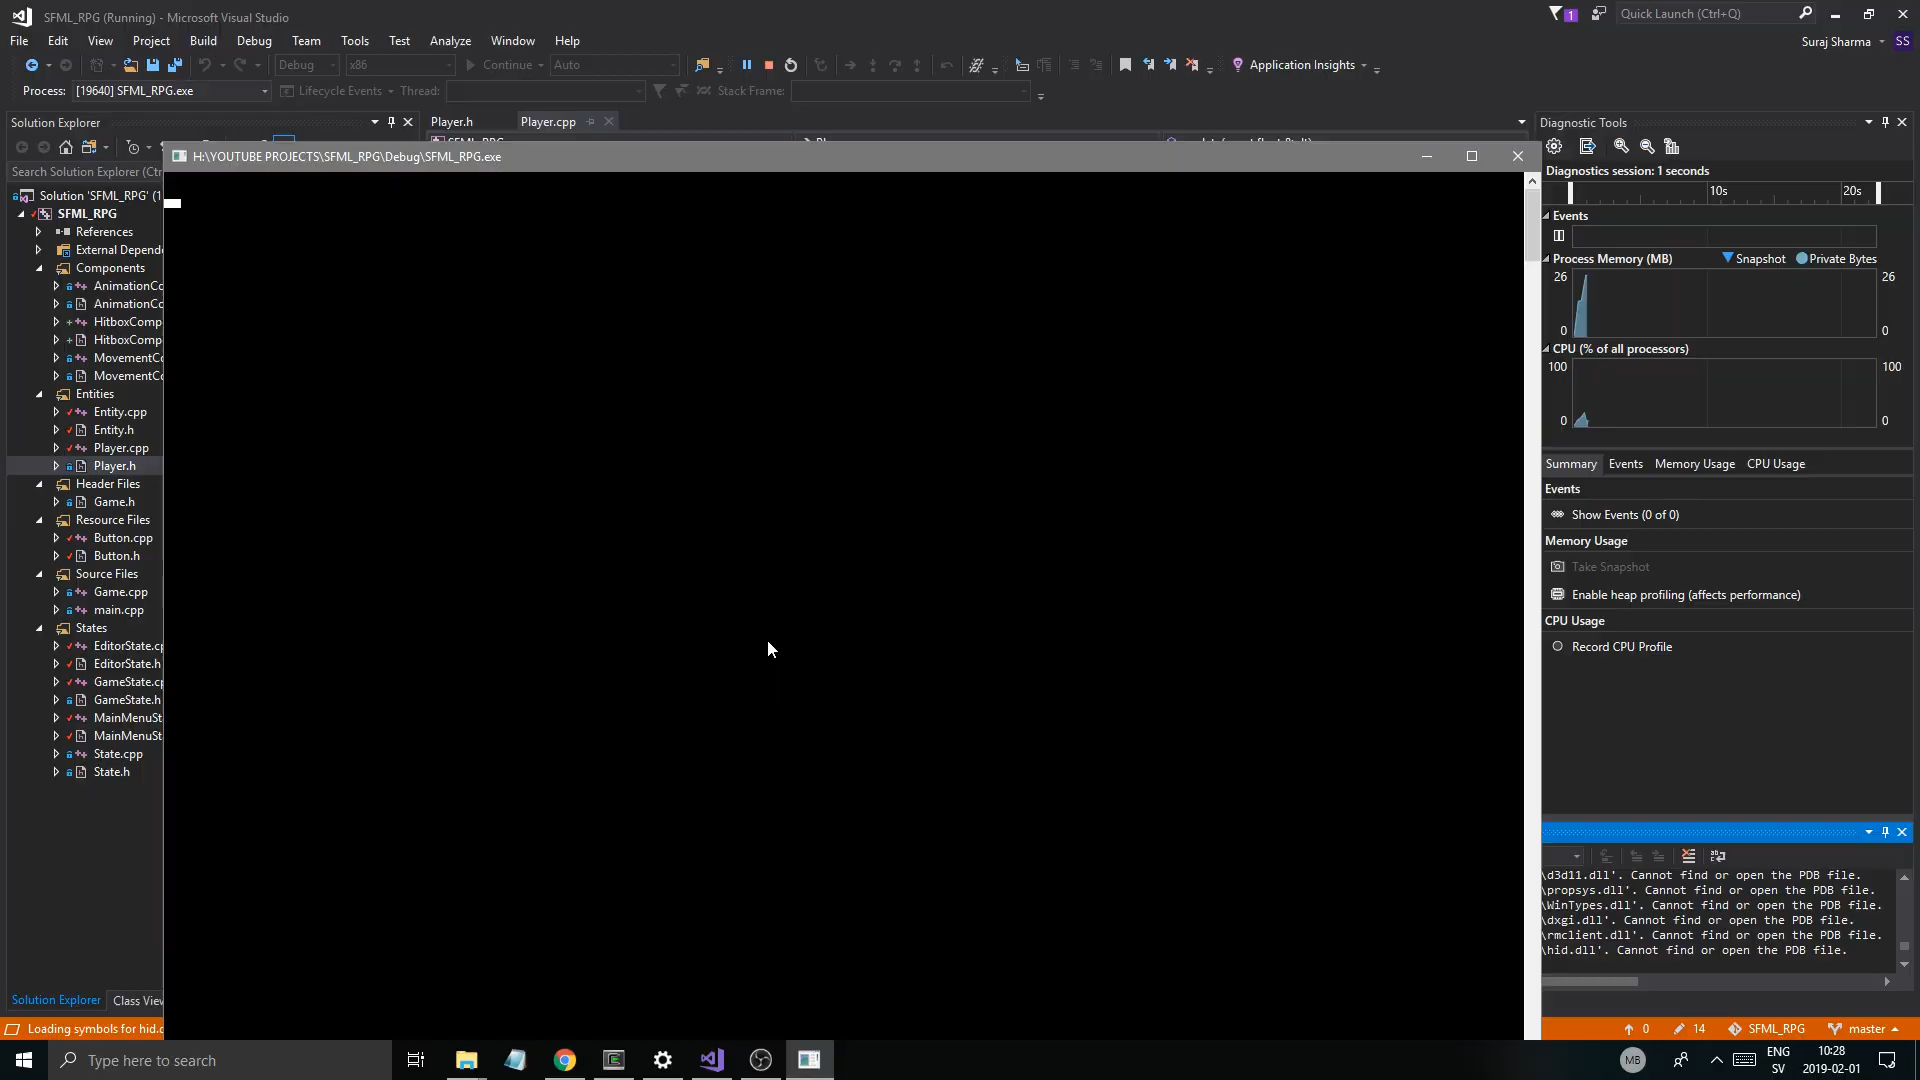 SFML_RPG (Running) - Microsoft Visual Studio
1
Quick Launch (Ctrl+Q)
File Edit View Project Build Debug Team Tools Test Analyze Window Help
Suraj Sharma SS
Debug x86 Continue Auto Application Insights
Process: [19640] SFML_RPG.exe Lifecycle Events Thread: Stack Frame:
Solution Explorer
Player.h Player.cpp
Diagnostic Tools
H:\YOUTUBE PROJECTS\SFML_RPG\Debug\SFML_RPG.exe
Search Solution Explorer (Ctr
Solution 'SFML_RPG' (1
SFML_RPG
References
External Depende
Components
AnimationCo
AnimationCo
HitboxComp
HitboxComp
MovementCo
MovementCo
Entities
Entity.cpp
Entity.h
Player.cpp
Player.h
Header Files
Game.h
Resource Files
Button.cpp
Button.h
Source Files
Game.cpp
main.cpp
States
EditorState.cp
EditorState.h
GameState.cp
GameState.h
MainMenuSt
MainMenuSt
State.cpp
State.h
Solution Explorer Class View
Diagnostics session: 1 seconds
10s 20s
Events
Process Memory (MB) Snapshot Private Bytes
26 26
0 0
CPU (% of all processors)
100 100
0 0
Summary Events Memory Usage CPU Usage
Events
Show Events (0 of 0)
Memory Usage
Take Snapshot
Enable heap profiling (affects performance)
CPU Usage
Record CPU Profile
\d3d11.dll'. Cannot find or open the PDB file.
\propsys.dll'. Cannot find or open the PDB file.
\WinTypes.dll'. Cannot find or open the PDB file.
\dxgi.dll'. Cannot find or open the PDB file.
\rmclient.dll'. Cannot find or open the PDB file.
\hid.dll'. Cannot find or open the PDB file.
Loading symbols for hid.d
0 14 SFML_RPG master
Type here to search
MB
ENG
SV
10:28
2019-02-01